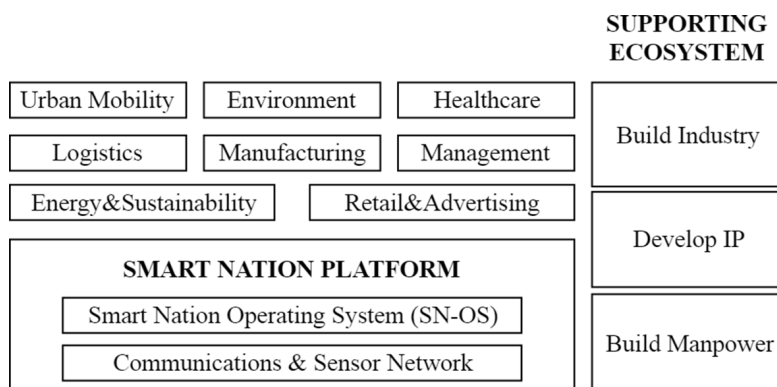 SUPPORTING
ECOSYSTEM
Urban Mobility
Environment
Healthcare
Build Industry
Logistics
Manufacturing
Management
Energy&Sustainability
Retail&Advertising
Develop IP
SMART NATION PLATFORM
Smart Nation Operating System (SN-OS)
Build Manpower
Communications & Sensor Network